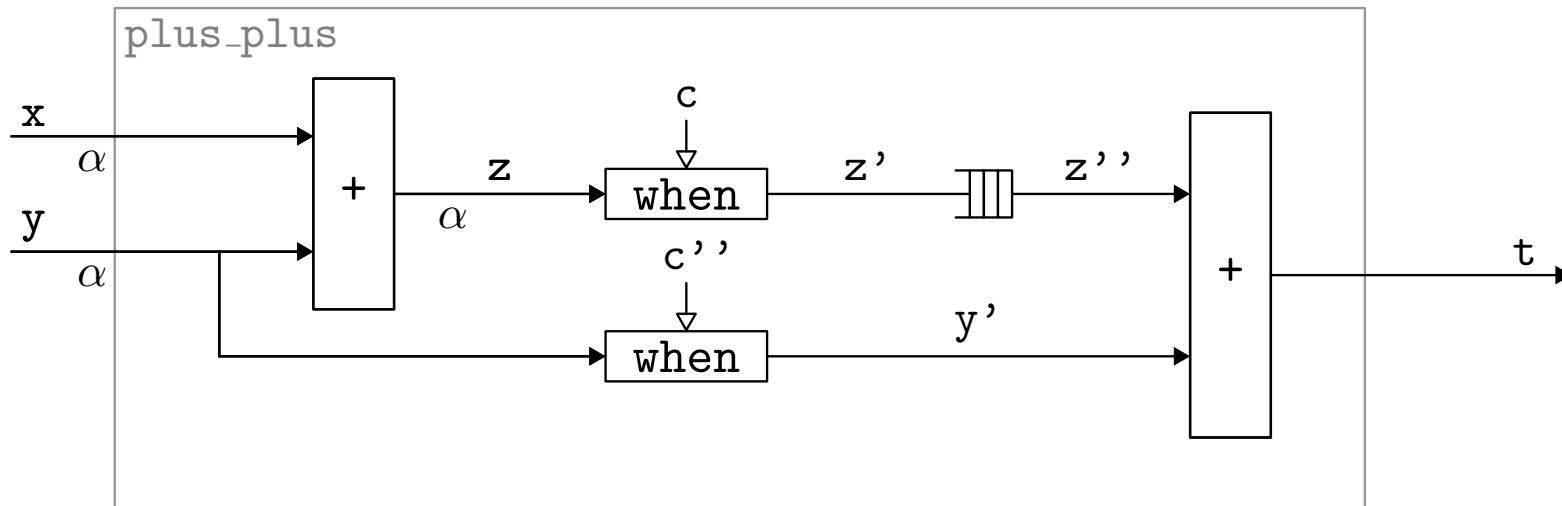 plus_plus
x
α
y
α
+
z
α
c
when
z'
z''
c''
when
y'
+
t